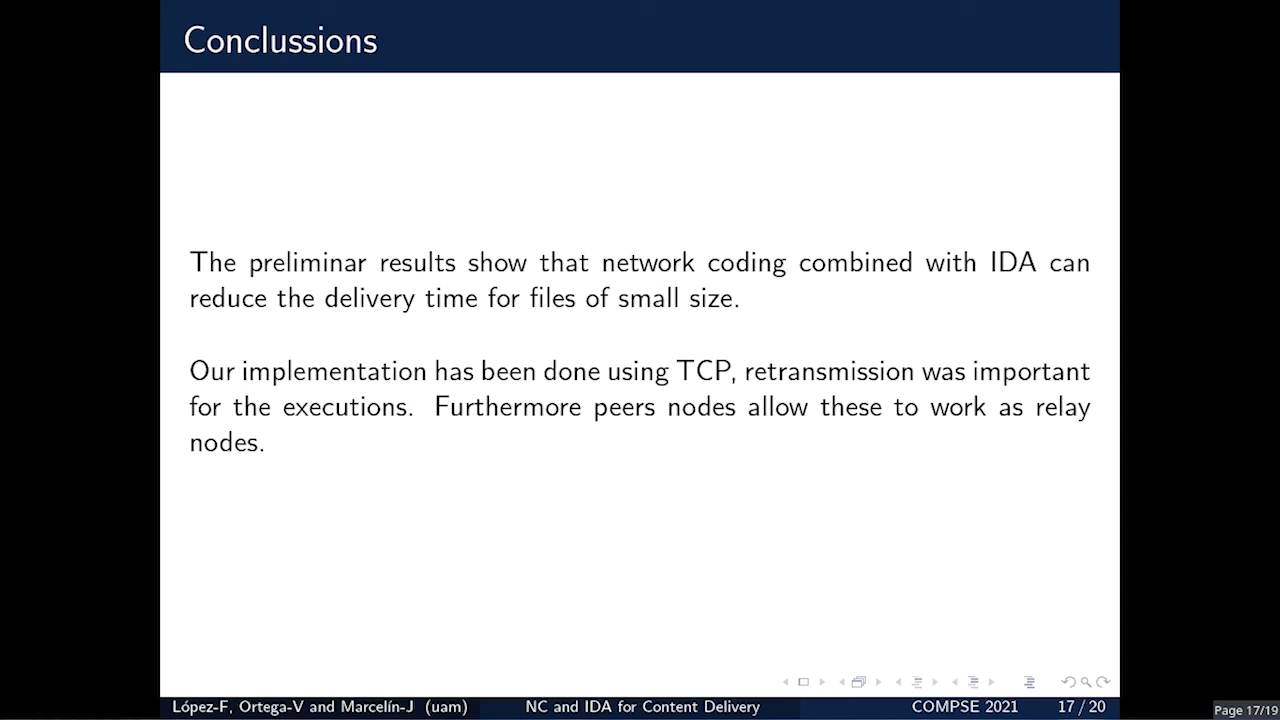 Conclussions
The preliminar results show that network coding combined with IDA can
reduce the delivery time for files of small size.
Our implementation has been done using TCP, retransmission was important
for the executions. Furthermore peers nodes allow these to work as relay
nodes.
López-F, Ortega-V and Marcelín-J (uam) NC and IDA for Content Delivery COMPSE 2021 17 / 20
Page 17/19